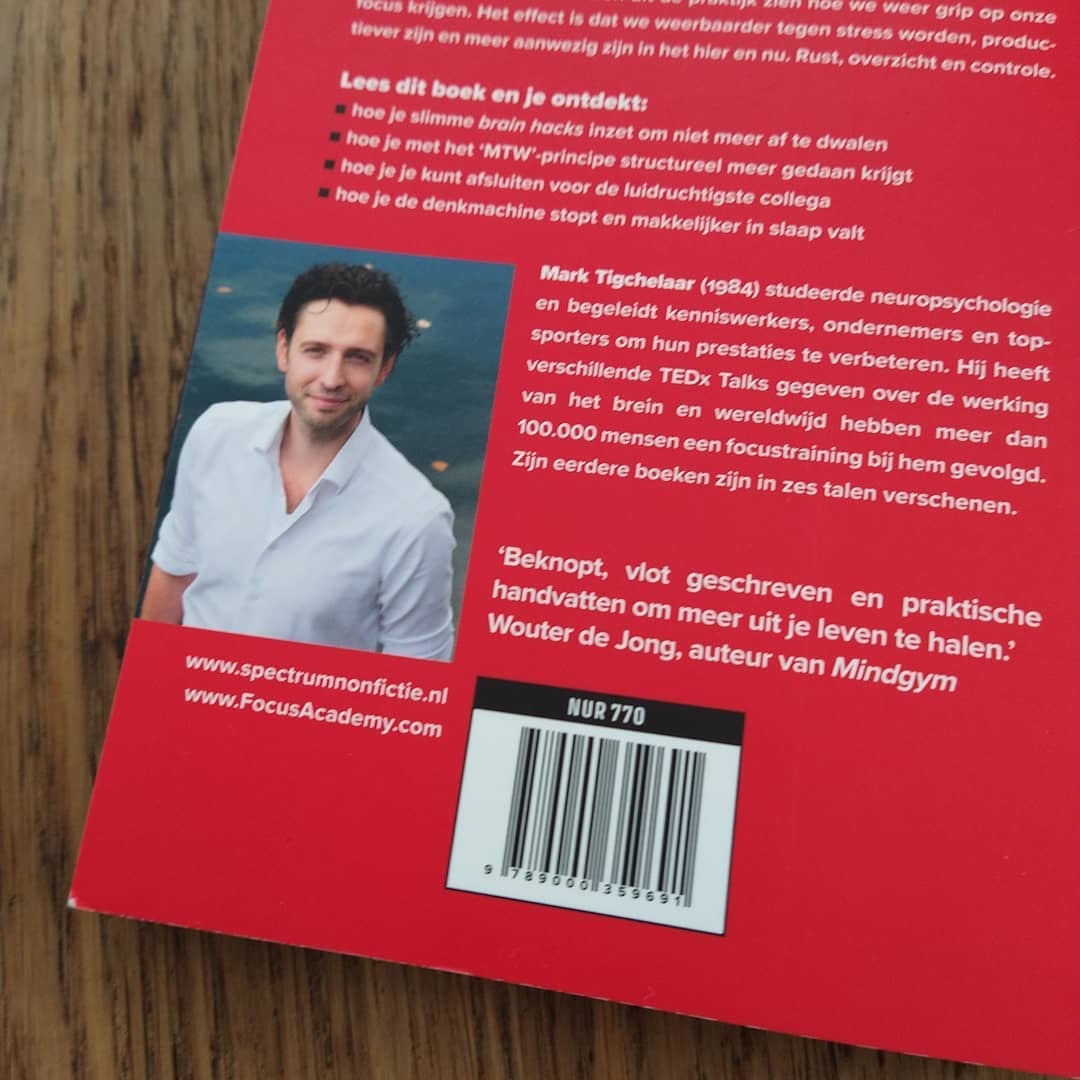 praktijk zien hoe we weer grip op onze
focus krijgen. Het effect is dat we weerbaarder tegen stress worden, produc-
tiever zijn en meer aanwezig zijn in het hier en nu. Rust, overzicht en controle.
Lees dit boek en je ontdekt:
▪ hoe je slimme brain hacks inzet om niet meer af te dwalen
▪ hoe je met het ‘MTW’-principe structureel meer gedaan krijgt
▪ hoe je je kunt afsluiten voor de luidruchtigste collega
▪ hoe je de denkmachine stopt en makkelijker in slaap valt
Mark Tigchelaar (1984) studeerde neuropsychologie
en begeleidt kenniswerkers, ondernemers en top-
sporters om hun prestaties te verbeteren. Hij heeft
verschillende TEDx Talks gegeven over de werking
van het brein en wereldwijd hebben meer dan
100.000 mensen een focustraining bij hem gevolgd.
Zijn eerdere boeken zijn in zes talen verschenen.
‘Beknopt, vlot geschreven en praktische
handvatten om meer uit je leven te halen.’
Wouter de Jong, auteur van Mindgym
www.spectrumnonfictie.nl
www.FocusAcademy.com
NUR 770
9 789000 359691